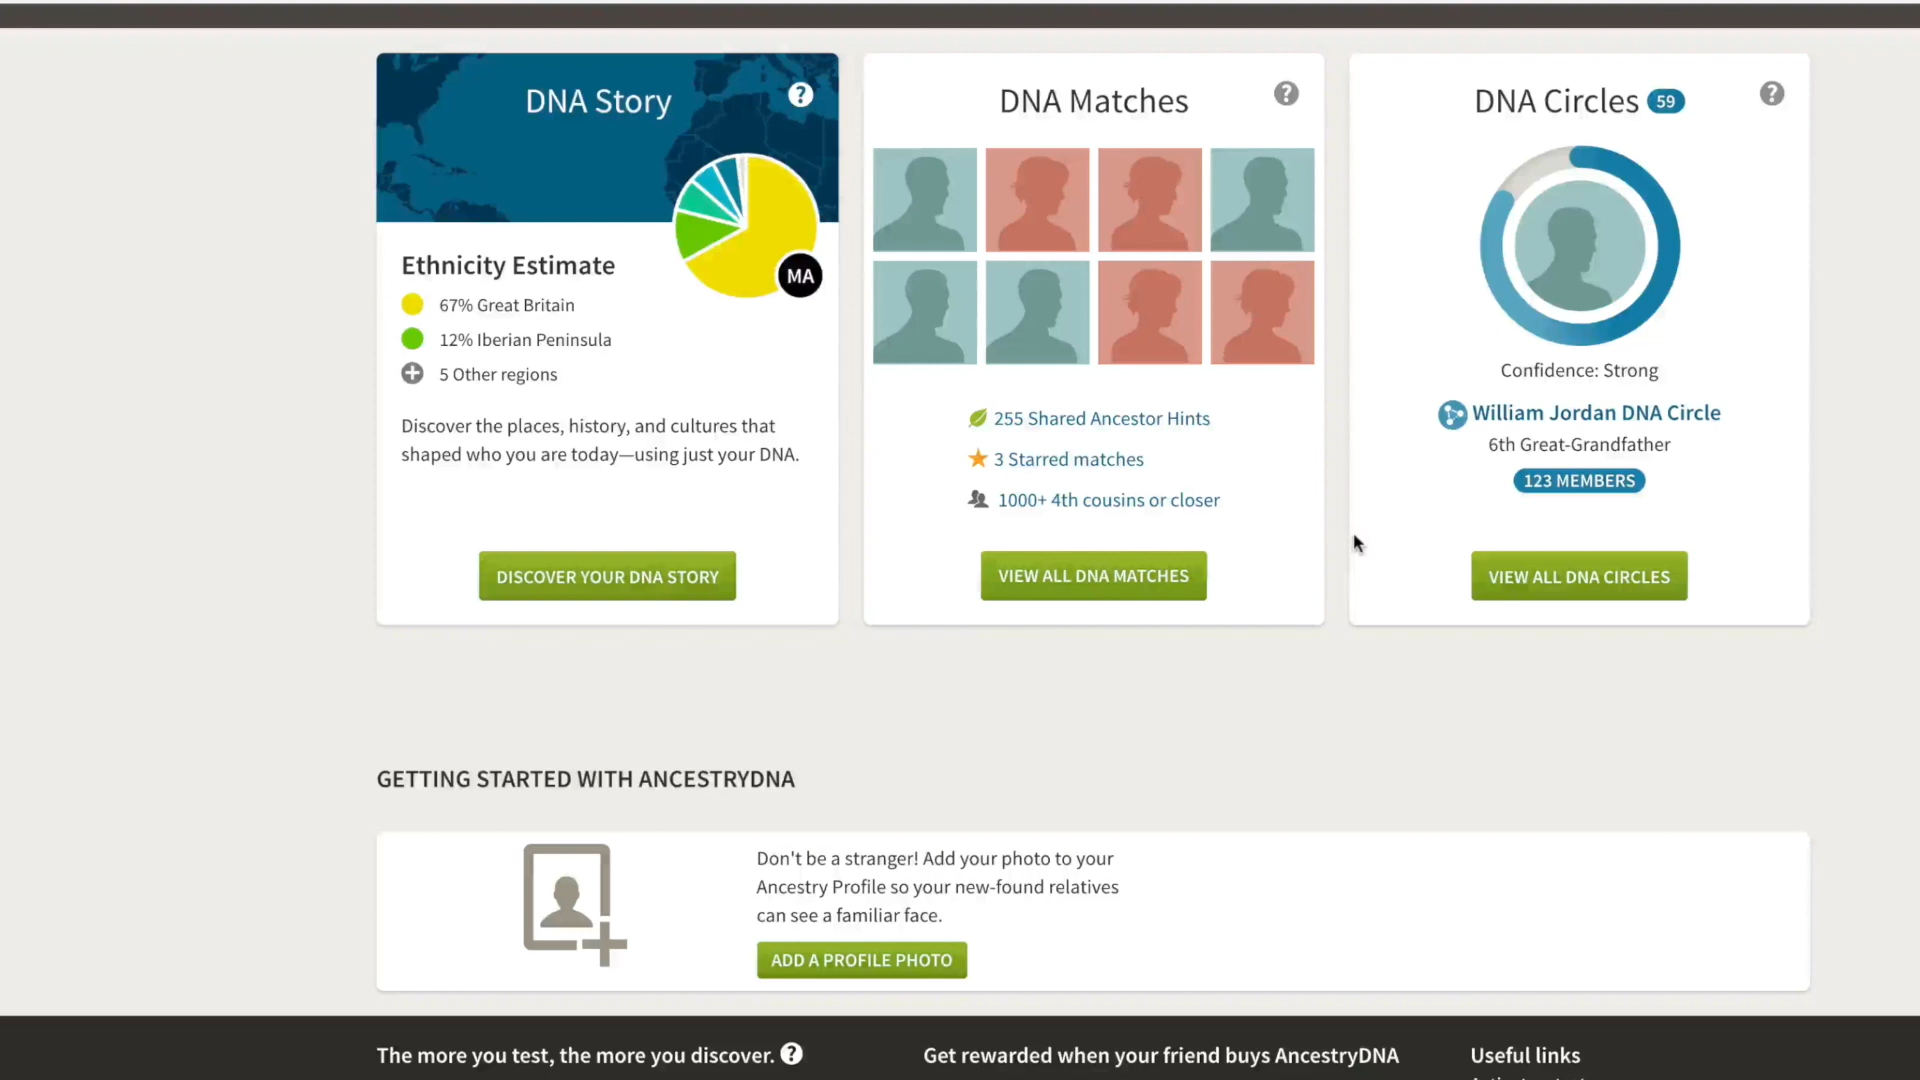 DNA Story
?
MA
Ethnicity Estimate
67% Great Britain
12% Iberian Peninsula
5 Other regions
Discover the places, history, and cultures that
shaped who you are today—using just your DNA.
DISCOVER YOUR DNA STORY
DNA Matches
?
255 Shared Ancestor Hints
3 Starred matches
1000+ 4th cousins or closer
VIEW ALL DNA MATCHES
DNA Circles 59
?
Confidence: Strong
William Jordan DNA Circle
6th Great-Grandfather
123 MEMBERS
VIEW ALL DNA CIRCLES
GETTING STARTED WITH ANCESTRYDNA
Don't be a stranger! Add your photo to your
Ancestry Profile so your new-found relatives
can see a familiar face.
ADD A PROFILE PHOTO
The more you test, the more you discover. ?
Get rewarded when your friend buys AncestryDNA
Useful links